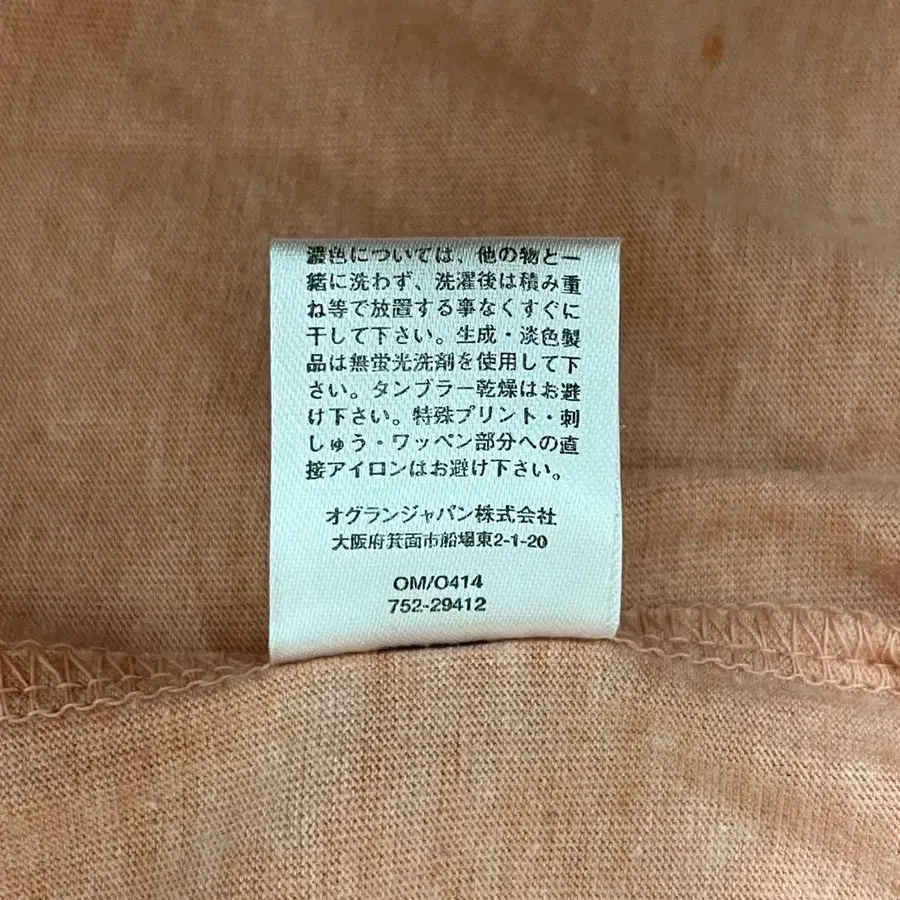 濃色については、他の物と一
緒に洗わず、洗濯後は積み重
ね等で放置する事なくすぐに
干して下さい。生成・淡色製
品は無蛍光洗剤を使用して下
さい。タンブラー乾燥はお避
け下さい。特殊プリント・刺
しゅう・ワッペン部分への直
接アイロンはお避け下さい。
オグランジャパン株式会社
大阪府箕面市船場東2-1-20
OM/O414
752-29412